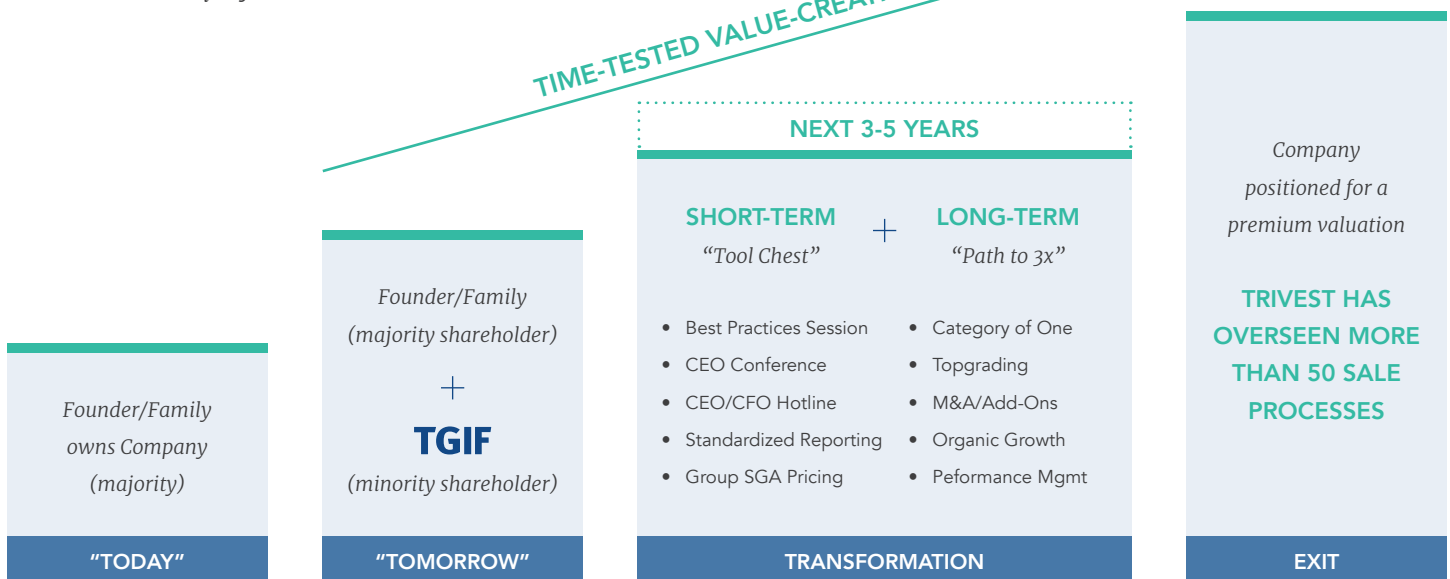 TIME-TESTED VALUE-CREA
NEXT 3-5 YEARS
Founder/Family
owns Company
(majority)
“TODAY”
Founder/Family
(majority shareholder)
+
TGIF
(minority shareholder)
“TOMORROW”
SHORT-TERM
“Tool Chest”
• Best Practices Session
• CEO Conference
• CEO/CFO Hotline
• Standardized Reporting
• Group SGA Pricing
+
LONG-TERM
“Path to 3x”
• Category of One
• Topgrading
• M&A/Add-Ons
• Organic Growth
• Peformance Mgmt
TRANSFORMATION
Company
positioned for a
premium valuation
TRIVEST HAS
OVERSEEN MORE
THAN 50 SALE
PROCESSES
EXIT